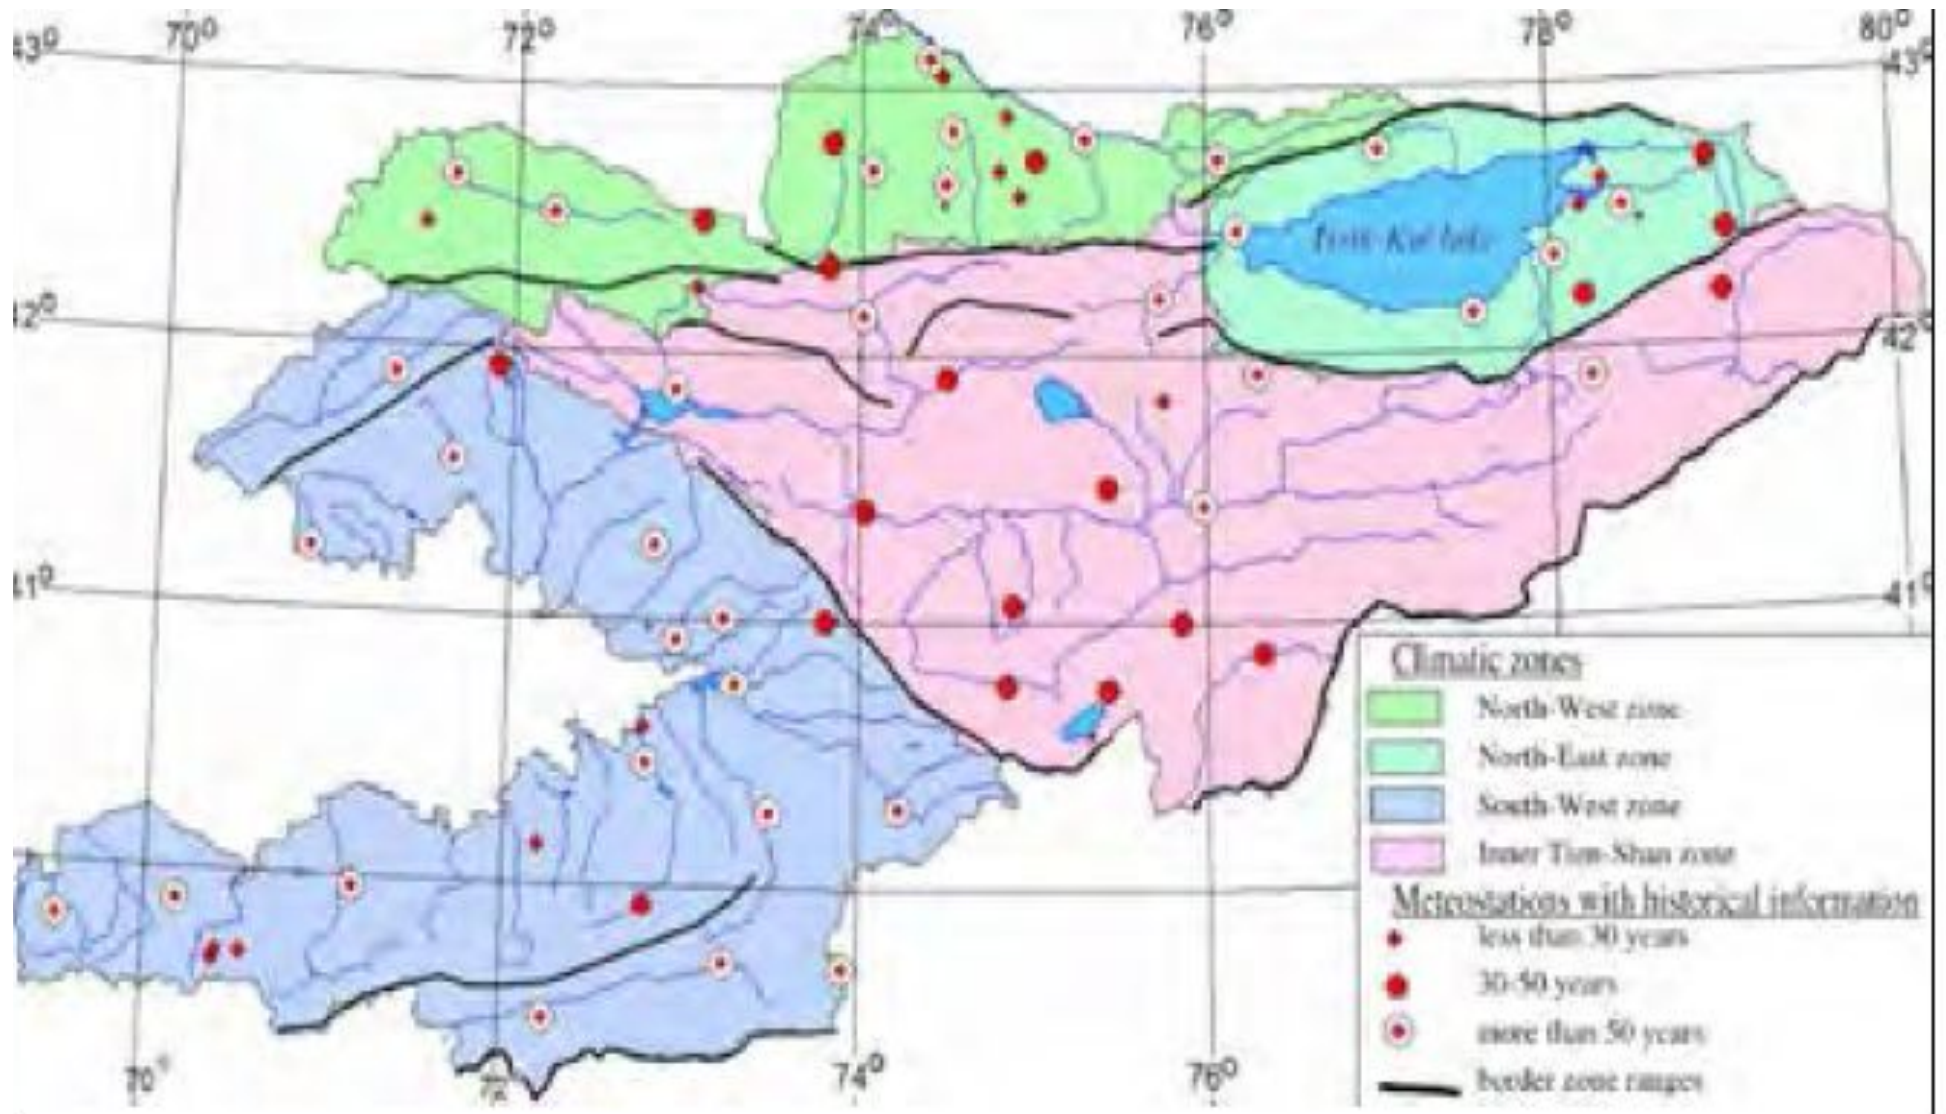 70° 72° 74° 76° 78° 80°
43° 43°
Issik-Kul lake
42° 42°
41° 41°
Climatic zones
North-West zone
North-East zone
South-West zone
Inner Tien-Shan zone
Meteostations with historical information
less than 30 years
30-50 years
more than 50 years
border zone ranges
70° 72° 74° 76°